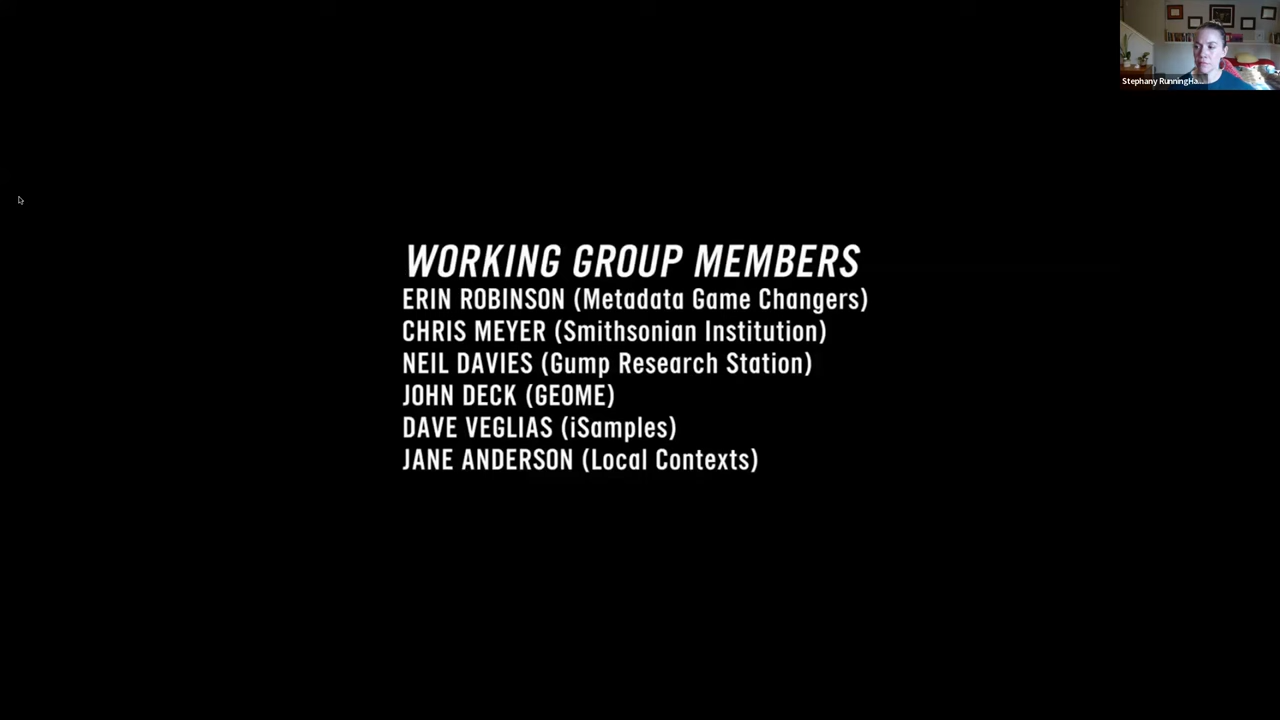 Stephany RunningHa...
WORKING GROUP MEMBERS
ERIN ROBINSON (Metadata Game Changers)
CHRIS MEYER (Smithsonian Institution)
NEIL DAVIES (Gump Research Station)
JOHN DECK (GEOME)
DAVE VEGLIAS (iSamples)
JANE ANDERSON (Local Contexts)